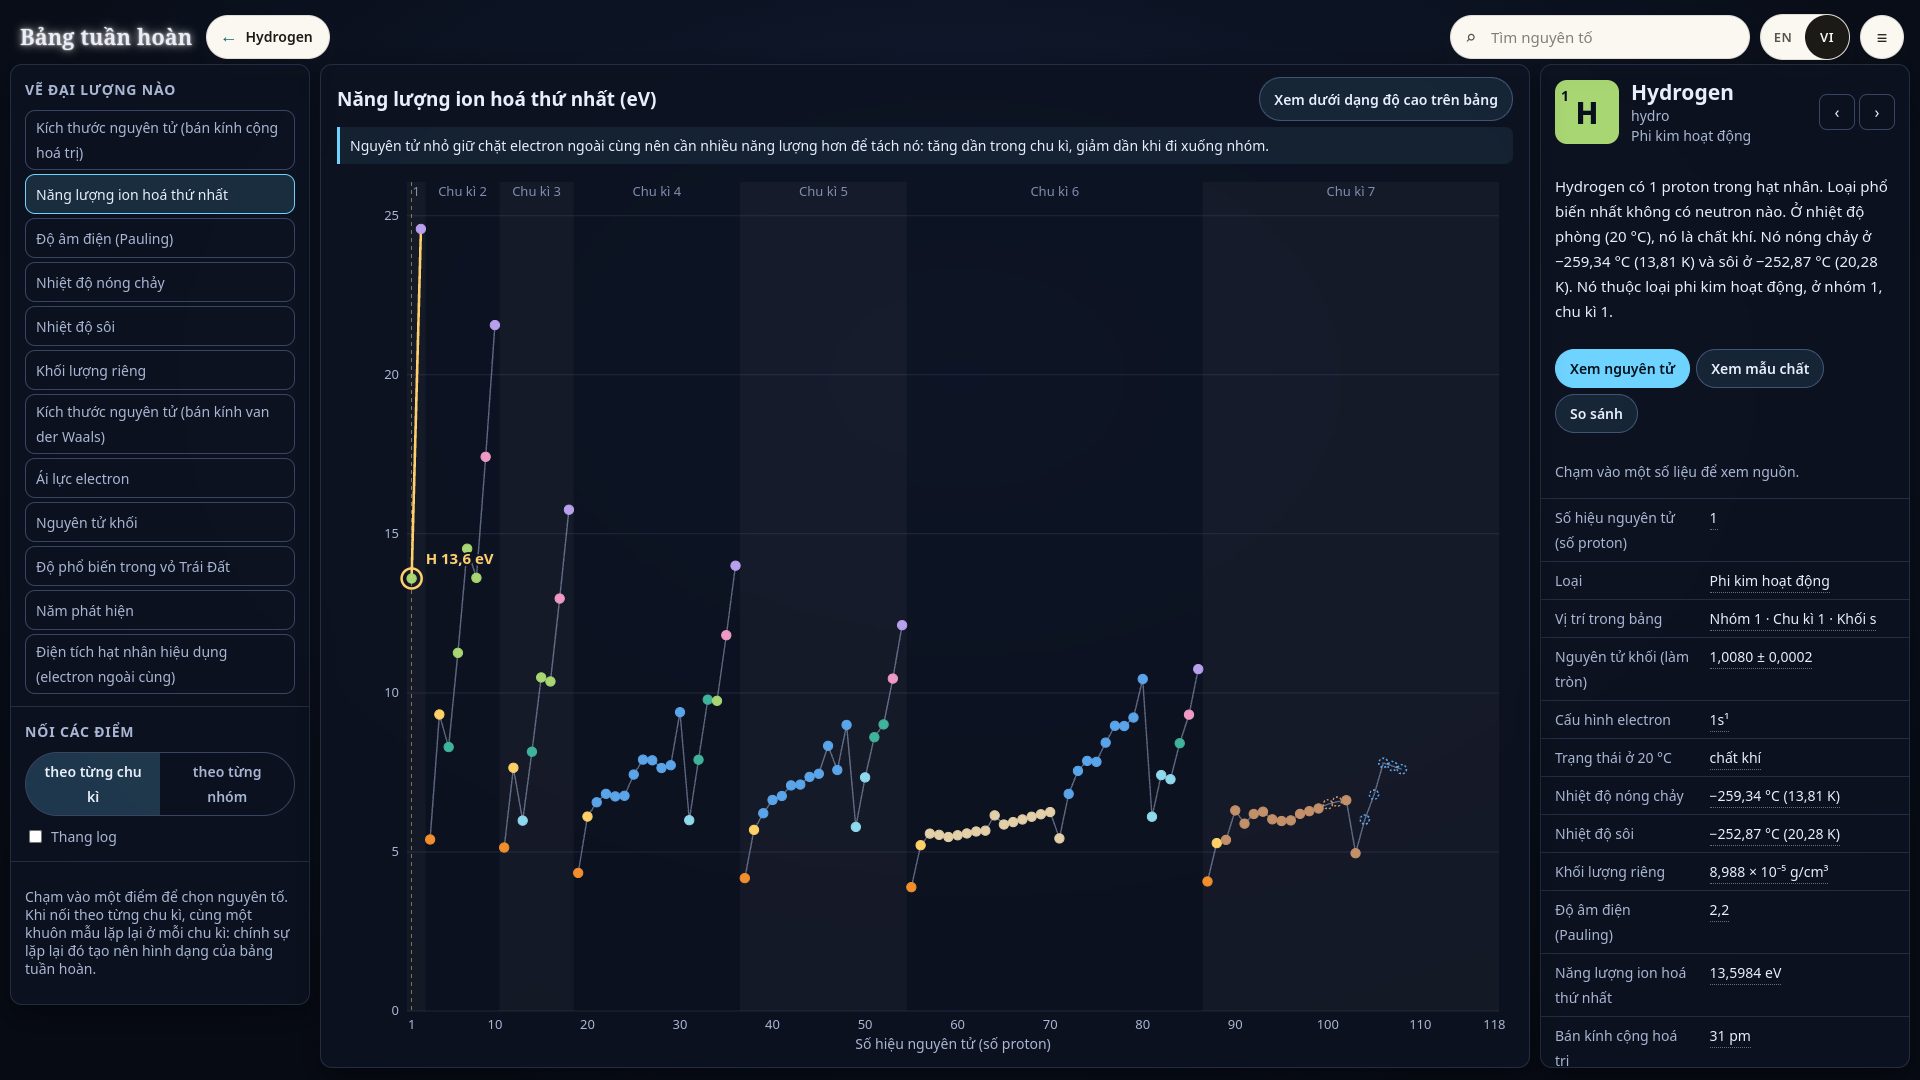 Bảng tuần hoàn
← Hydrogen
Tìm nguyên tố
EN
VI
VẼ ĐẠI LƯỢNG NÀO
Kích thước nguyên tử (bán kính cộng
hoá trị)
Năng lượng ion hoá thứ nhất
Độ âm điện (Pauling)
Nhiệt độ nóng chảy
Nhiệt độ sôi
Khối lượng riêng
Kích thước nguyên tử (bán kính van
der Waals)
Ái lực electron
Nguyên tử khối
Độ phổ biến trong vỏ Trái Đất
Năm phát hiện
Điện tích hạt nhân hiệu dụng
(electron ngoài cùng)
NỐI CÁC ĐIỂM
theo từng chu
kì
theo từng
nhóm
Thang log
Chạm vào một điểm để chọn nguyên tố.
Khi nối theo từng chu kì, cùng một
khuôn mẫu lặp lại ở mỗi chu kì: chính sự
lặp lại đó tạo nên hình dạng của bảng
tuần hoàn.
Năng lượng ion hoá thứ nhất (eV)
Xem dưới dạng độ cao trên bảng
Nguyên tử nhỏ giữ chặt electron ngoài cùng nên cần nhiều năng lượng hơn để tách nó: tăng dần trong chu kì, giảm dần khi đi xuống nhóm.
1 Chu kì 2 Chu kì 3 Chu kì 4 Chu kì 5 Chu kì 6 Chu kì 7
25
20
15
H 13,6 eV
10
5
0
1 10 20 30 40 50 60 70 80 90 100 110 118
Số hiệu nguyên tử (số proton)
1
H
Hydrogen
hydro
Phi kim hoạt động
‹
›
Hydrogen có 1 proton trong hạt nhân. Loại phổ
biến nhất không có neutron nào. Ở nhiệt độ
phòng (20 °C), nó là chất khí. Nó nóng chảy ở
−259,34 °C (13,81 K) và sôi ở −252,87 °C (20,28
K). Nó thuộc loại phi kim hoạt động, ở nhóm 1,
chu kì 1.
Xem nguyên tử
Xem mẫu chất
So sánh
Chạm vào một số liệu để xem nguồn.
Số hiệu nguyên tử 1
(số proton)
Loại Phi kim hoạt động
Vị trí trong bảng Nhóm 1 · Chu kì 1 · Khối s
Nguyên tử khối (làm 1,0080 ± 0,0002
tròn)
Cấu hình electron 1s¹
Trạng thái ở 20 °C chất khí
Nhiệt độ nóng chảy −259,34 °C (13,81 K)
Nhiệt độ sôi −252,87 °C (20,28 K)
Khối lượng riêng 8,988 × 10⁻⁵ g/cm³
Độ âm điện 2,2
(Pauling)
Năng lượng ion hoá 13,5984 eV
thứ nhất
Bán kính cộng hoá 31 pm
trị